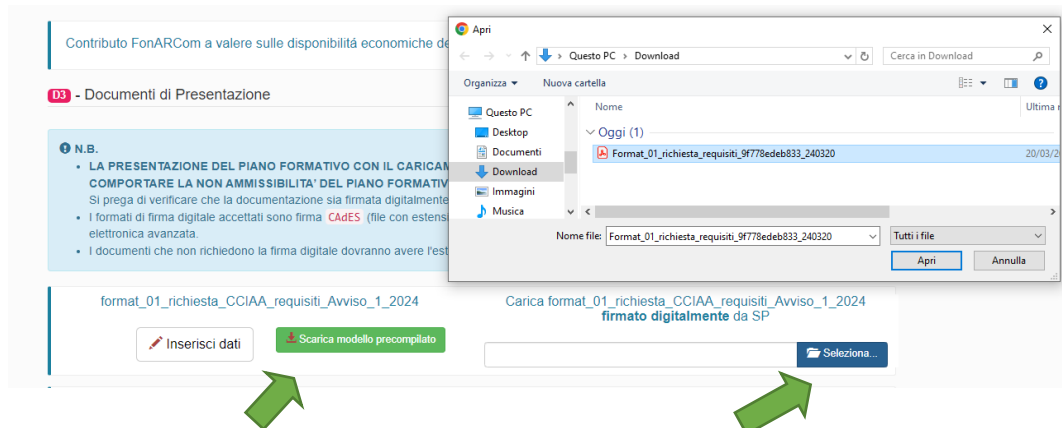 Contributo FonARCom a valere sulle disponibilitá economiche de
D3 - Documenti di Presentazione
N.B.
• LA PRESENTAZIONE DEL PIANO FORMATIVO CON IL CARICAM
COMPORTARE LA NON AMMISSIBILITA' DEL PIANO FORMATIV
Si prega di verificare che la documentazione sia firmata digitalmente
• I formati di firma digitale accettati sono firma CAdES (file con estensi
elettronica avanzata.
• I documenti che non richiedono la firma digitale dovranno avere l'est
format_01_richiesta_CCIAA_requisiti_Avviso_1_2024
Inserisci dati
Scarica modello precompilato
Carica format_01_richiesta_CCIAA_requisiti_Avviso_1_2024
firmato digitalmente da SP
Seleziona...
Apri
Questo PC > Download
Cerca in Download
Organizza
Nuova cartella
Questo PC
Desktop
Documenti
Download
Immagini
Musica
Nome
Ultima
Oggi (1)
Format_01_richiesta_requisiti_9f778edeb833_240320
20/03/2
Nome file:
Format_01_richiesta_requisiti_9f778edeb833_240320
Tutti i file
Apri
Annulla